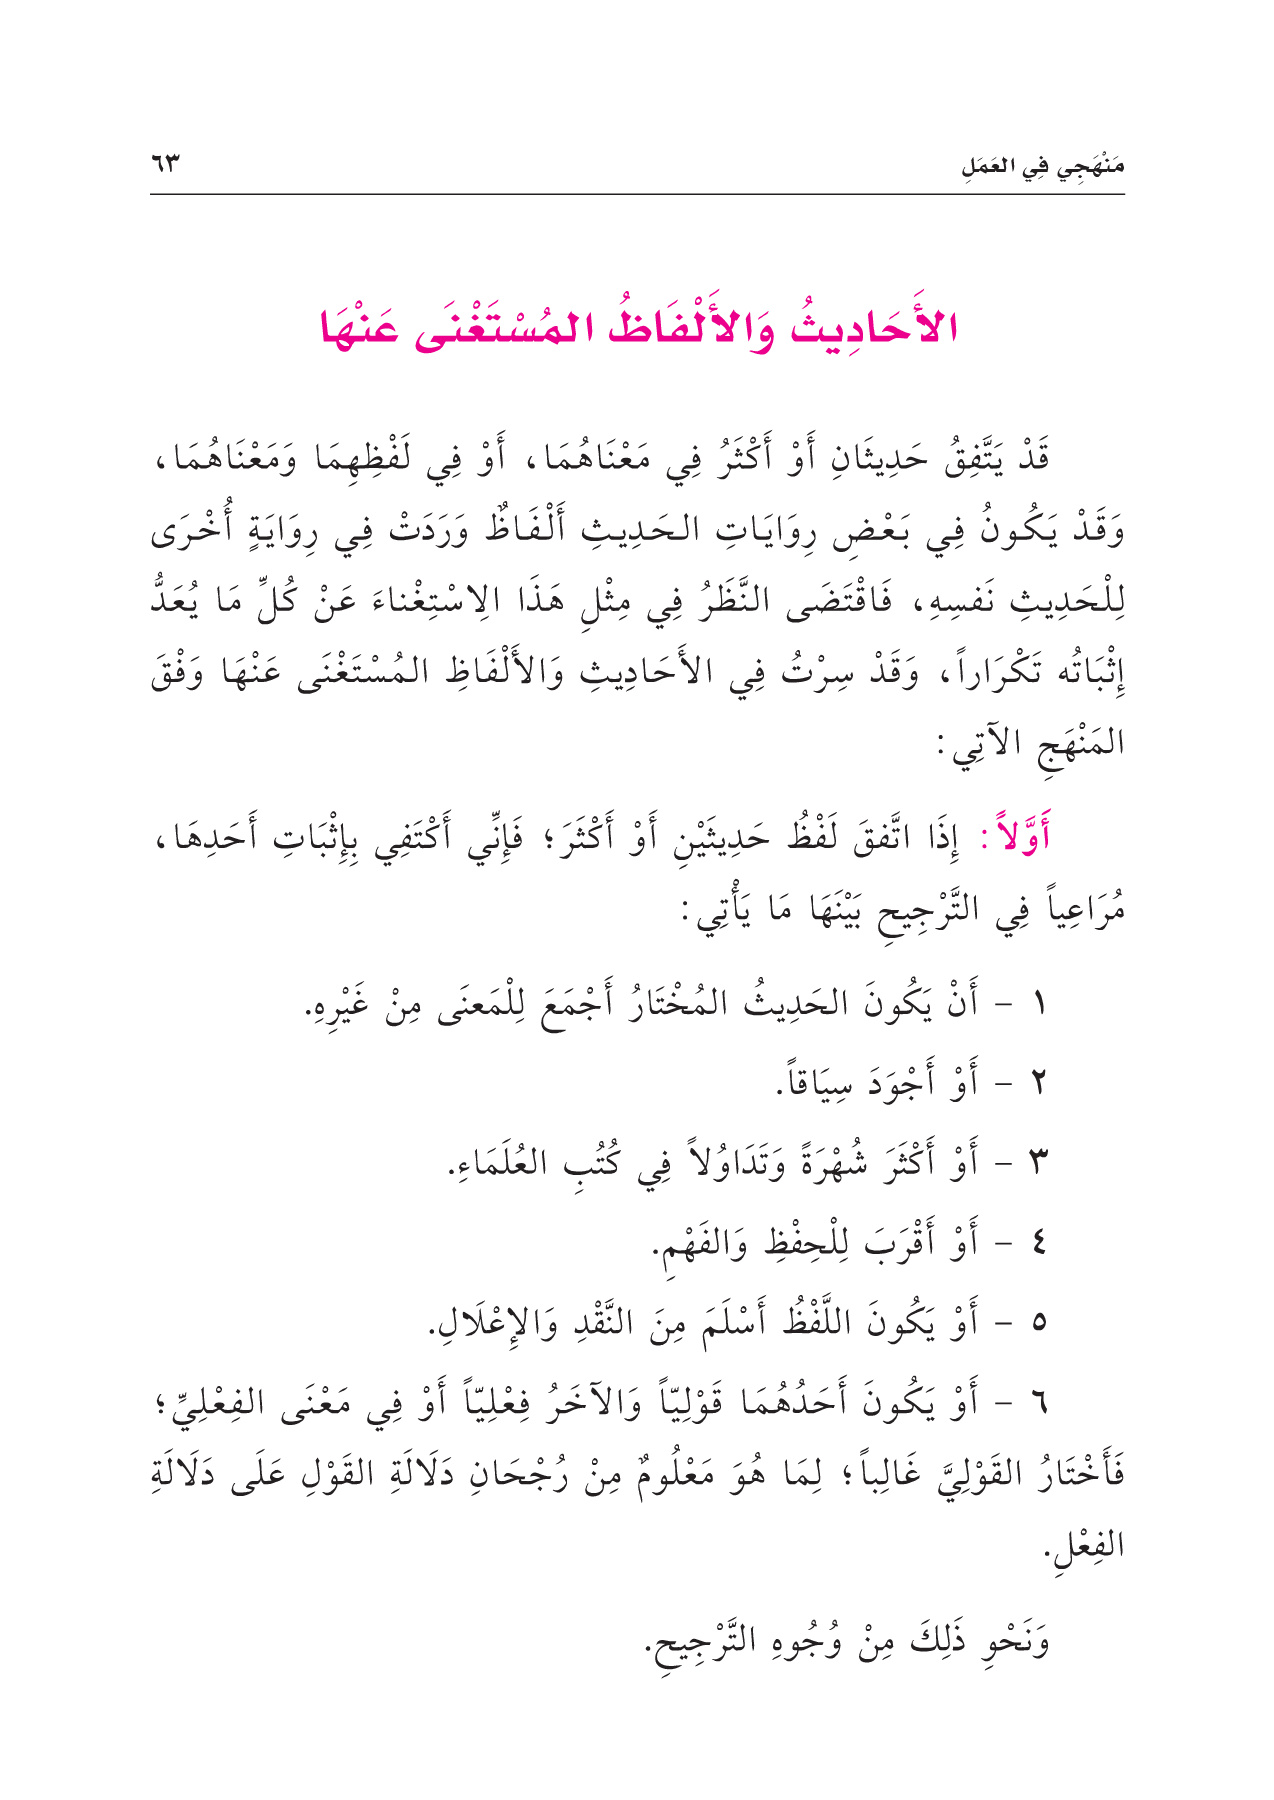 مَنْهَجِي فِي العَمَلِ ٦٣
الأَحَادِيثُ وَالأَلْفَاظُ المُسْتَغْنَى عَنْهَا
قَدْ يَتَّفِقُ حَدِيثَانِ أَوْ أَكْثَرُ فِي مَعْنَاهُمَا، أَوْ فِي لَفْظِهِمَا وَمَعْنَاهُمَا،
وَقَدْ يَكُونُ فِي بَعْضِ رِوَايَاتِ الحَدِيثِ أَلْفَاظٌ وَرَدَتْ فِي رِوَايَةٍ أُخْرَى
لِلْحَدِيثِ نَفسِهِ، فَاقْتَضَى النَّظَرُ فِي مِثْلِ هَذَا الِاسْتِغْناءَ عَنْ كُلِّ مَا يُعَدُّ
إِثْبَاتُه تَكْرَاراً، وَقَدْ سِرْتُ فِي الأَحَادِيثِ وَالأَلْفَاظِ المُسْتَغْنَى عَنْهَا وَفْقَ
المَنْهَجِ الآتِي:
أَوَّلاً: إِذَا اتَّفقَ لَفْظُ حَدِيثَيْنِ أَوْ أَكْثَرَ؛ فَإِنِّي أَكْتَفِي بِإِثْبَاتِ أَحَدِهَا،
مُرَاعِياً فِي التَّرْجِيحِ بَيْنَهَا مَا يَأْتِي:
١ - أَنْ يَكُونَ الحَدِيثُ المُخْتَارُ أَجْمَعَ لِلْمَعنَى مِنْ غَيْرِهِ.
٢ - أَوْ أَجْوَدَ سِيَاقاً.
٣ - أَوْ أَكْثَرَ شُهْرَةً وَتَدَاوُلاً فِي كُتُبِ العُلَمَاءِ.
٤ - أَوْ أَقْرَبَ لِلْحِفْظِ وَالفَهْمِ.
٥ - أَوْ يَكُونَ اللَّفْظُ أَسْلَمَ مِنَ النَّقْدِ وَالإِعْلَالِ.
٦ - أَوْ يَكُونَ أَحَدُهُمَا قَوْلِيّاً وَالآخَرُ فِعْلِيّاً أَوْ فِي مَعْنَى الفِعْلِيِّ؛
فَأَخْتَارُ القَوْلِيَّ غَالِباً؛ لِمَا هُوَ مَعْلُومٌ مِنْ رُجْحَانِ دَلَالَةِ القَوْلِ عَلَى دَلَالَةِ
الفِعْلِ.
وَنَحْوِ ذَلِكَ مِنْ وُجُوهِ التَّرْجِيحِ.